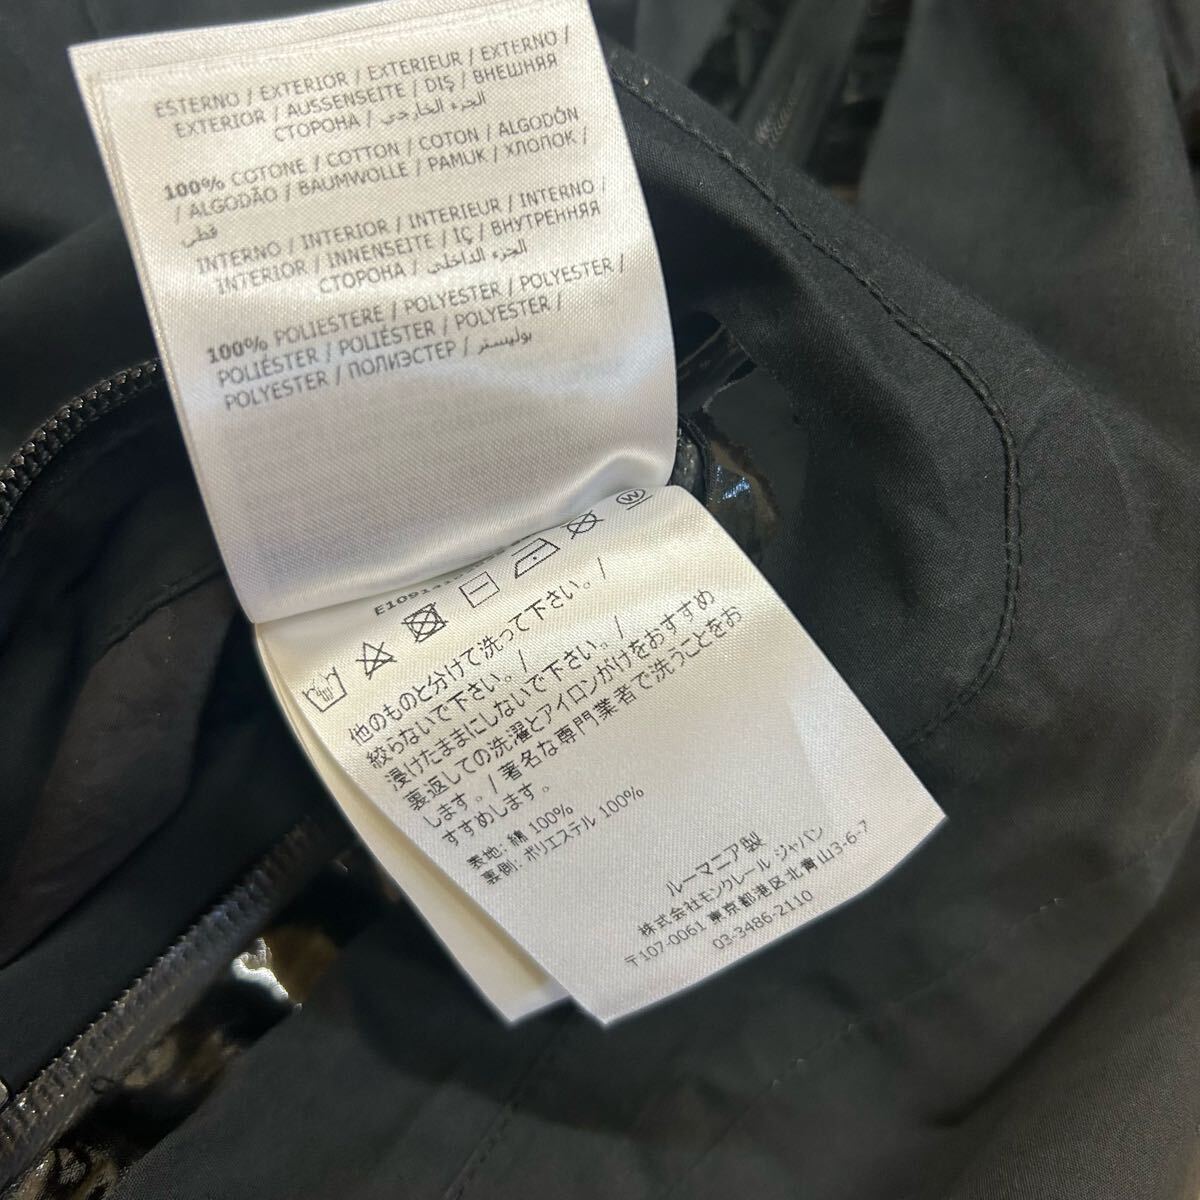 ESTERNO / EXTERIOR / EXTERIEUR / EXTERNO /
EXTERIOR / AUSSENSEITE / DIŞ / ВНЕШНЯЯ
СТОРОНА / الجزء الخارجي
100% COTONE / COTTON / COTON / ALGODÓN
/ ALGODÃO / BAUMWOLLE / PAMUK / ХЛОПОК /
قطن
INTERNO / INTERIOR / INTERIEUR / INTERNO /
INTERIOR / INNENSEITE / IÇ / ВНУТРЕННЯЯ
СТОРОНА / الجزء الداخلي
100% POLIESTERE / POLYESTER / POLYESTER /
POLIÉSTER / POLIÉSTER / POLYESTER /
POLYESTER / ПОЛИЭСТЕР / بوليستر
W
他のものと分けて洗って下さい。/
絞らないで下さい。/
浸けたままにしないで下さい。/
裏返しての洗濯とアイロンがけをおすすめ
します。/ 著名な専門業者で洗うことをお
すすめします。
表地: 綿 100%
裏側: ポリエステル 100%
ルーマニア製
株式会社モンクレール ジャパン
〒107-0061 東京都港区北青山3-6-7
03-3486-2110